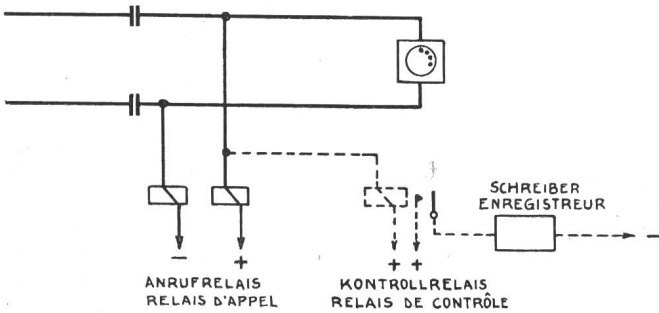 SCHREIBER
ENREGISTREUR
− + + + −
ANRUFRELAIS
RELAIS D'APPEL
KONTROLLRELAIS
RELAIS DE CONTRÔLE